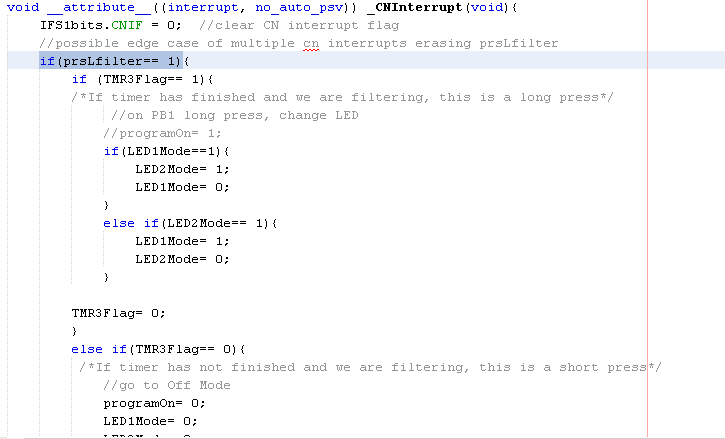 void __attribute__((interrupt, no_auto_psv)) _CNInterrupt(void){
IFS1bits.CNIF = 0;  //clear CN interrupt flag
//possible edge case of multiple cn interrupts erasing prsLfilter
if(prsLfilter== 1){
if (TMR3Flag== 1){
/*If timer has finished and we are filtering, this is a long press*/
//on PB1 long press, change LED
//programOn= 1;
if(LED1Mode==1){
LED2Mode= 1;
LED1Mode= 0;
}
else if(LED2Mode== 1){
LED1Mode= 1;
LED2Mode= 0;
}
TMR3Flag= 0;
}
else if(TMR3Flag== 0){
/*If timer has not finished and we are filtering, this is a short press*/
//go to Off Mode
programOn= 0;
LED1Mode= 0;